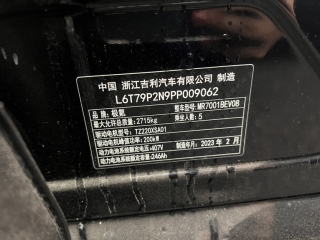 中国 浙江吉利汽车有限公司 制造
L6T79P2N9PP009062
品牌:极氪 整车型号:MR7001BEV08
最大允许总质量:2715kg 乘坐人数:5
驱动电机型号:TZ220XSA01
驱动电机峰值功率:200kW
动力电池系统额定电压:407V 制造年月:2023 年 2 月
动力电池系统额定容量:246Ah